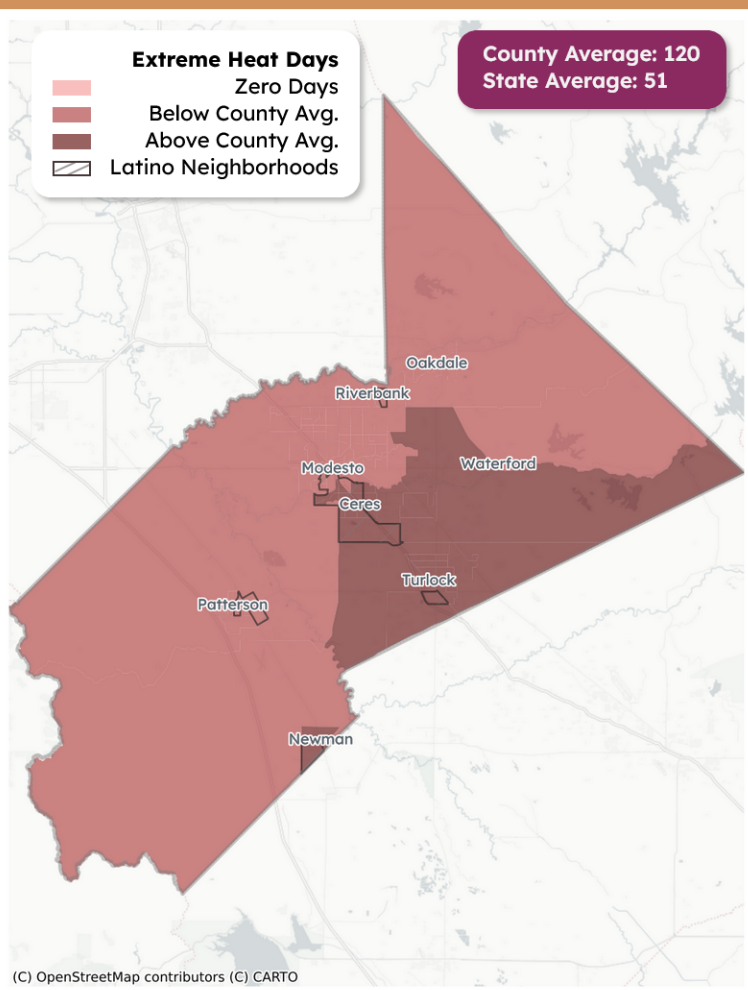 Extreme Heat Days
Zero Days
Below County Avg.
Above County Avg.
Latino Neighborhoods
County Average: 120
State Average: 51
Oakdale
Riverbank
Modesto
Waterford
Ceres
Turlock
Patterson
Newman
(C) OpenStreetMap contributors (C) CARTO